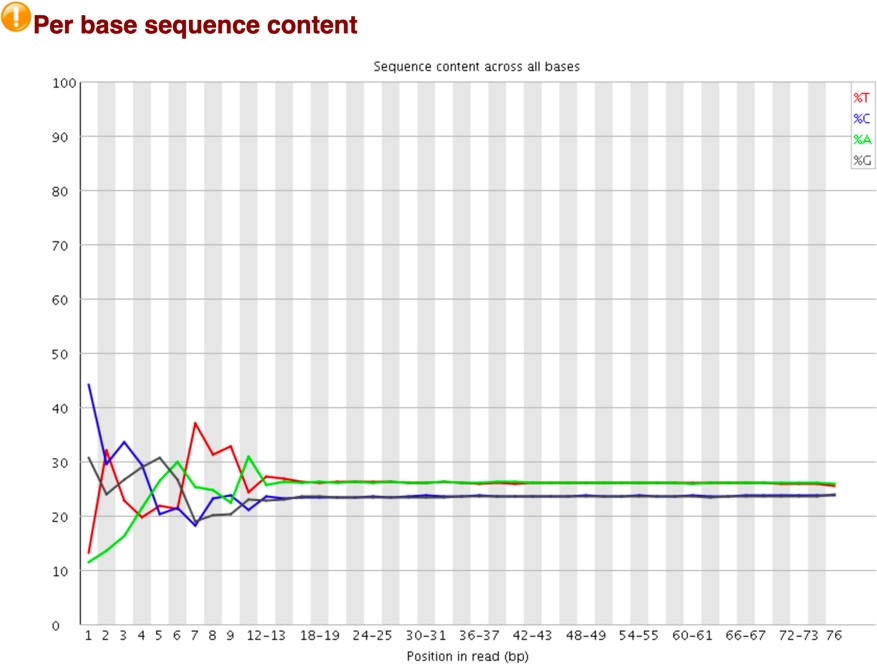 Per base sequence content
Sequence content across all bases
100
%T
%C
%A
%G
90
80
70
60
50
40
30
20
10
0
1 2 3 4 5 6 7 8 9 12-13 18-19 24-25 30-31 36-37 42-43 48-49 54-55 60-61 66-67 72-73 76
Position in read (bp)